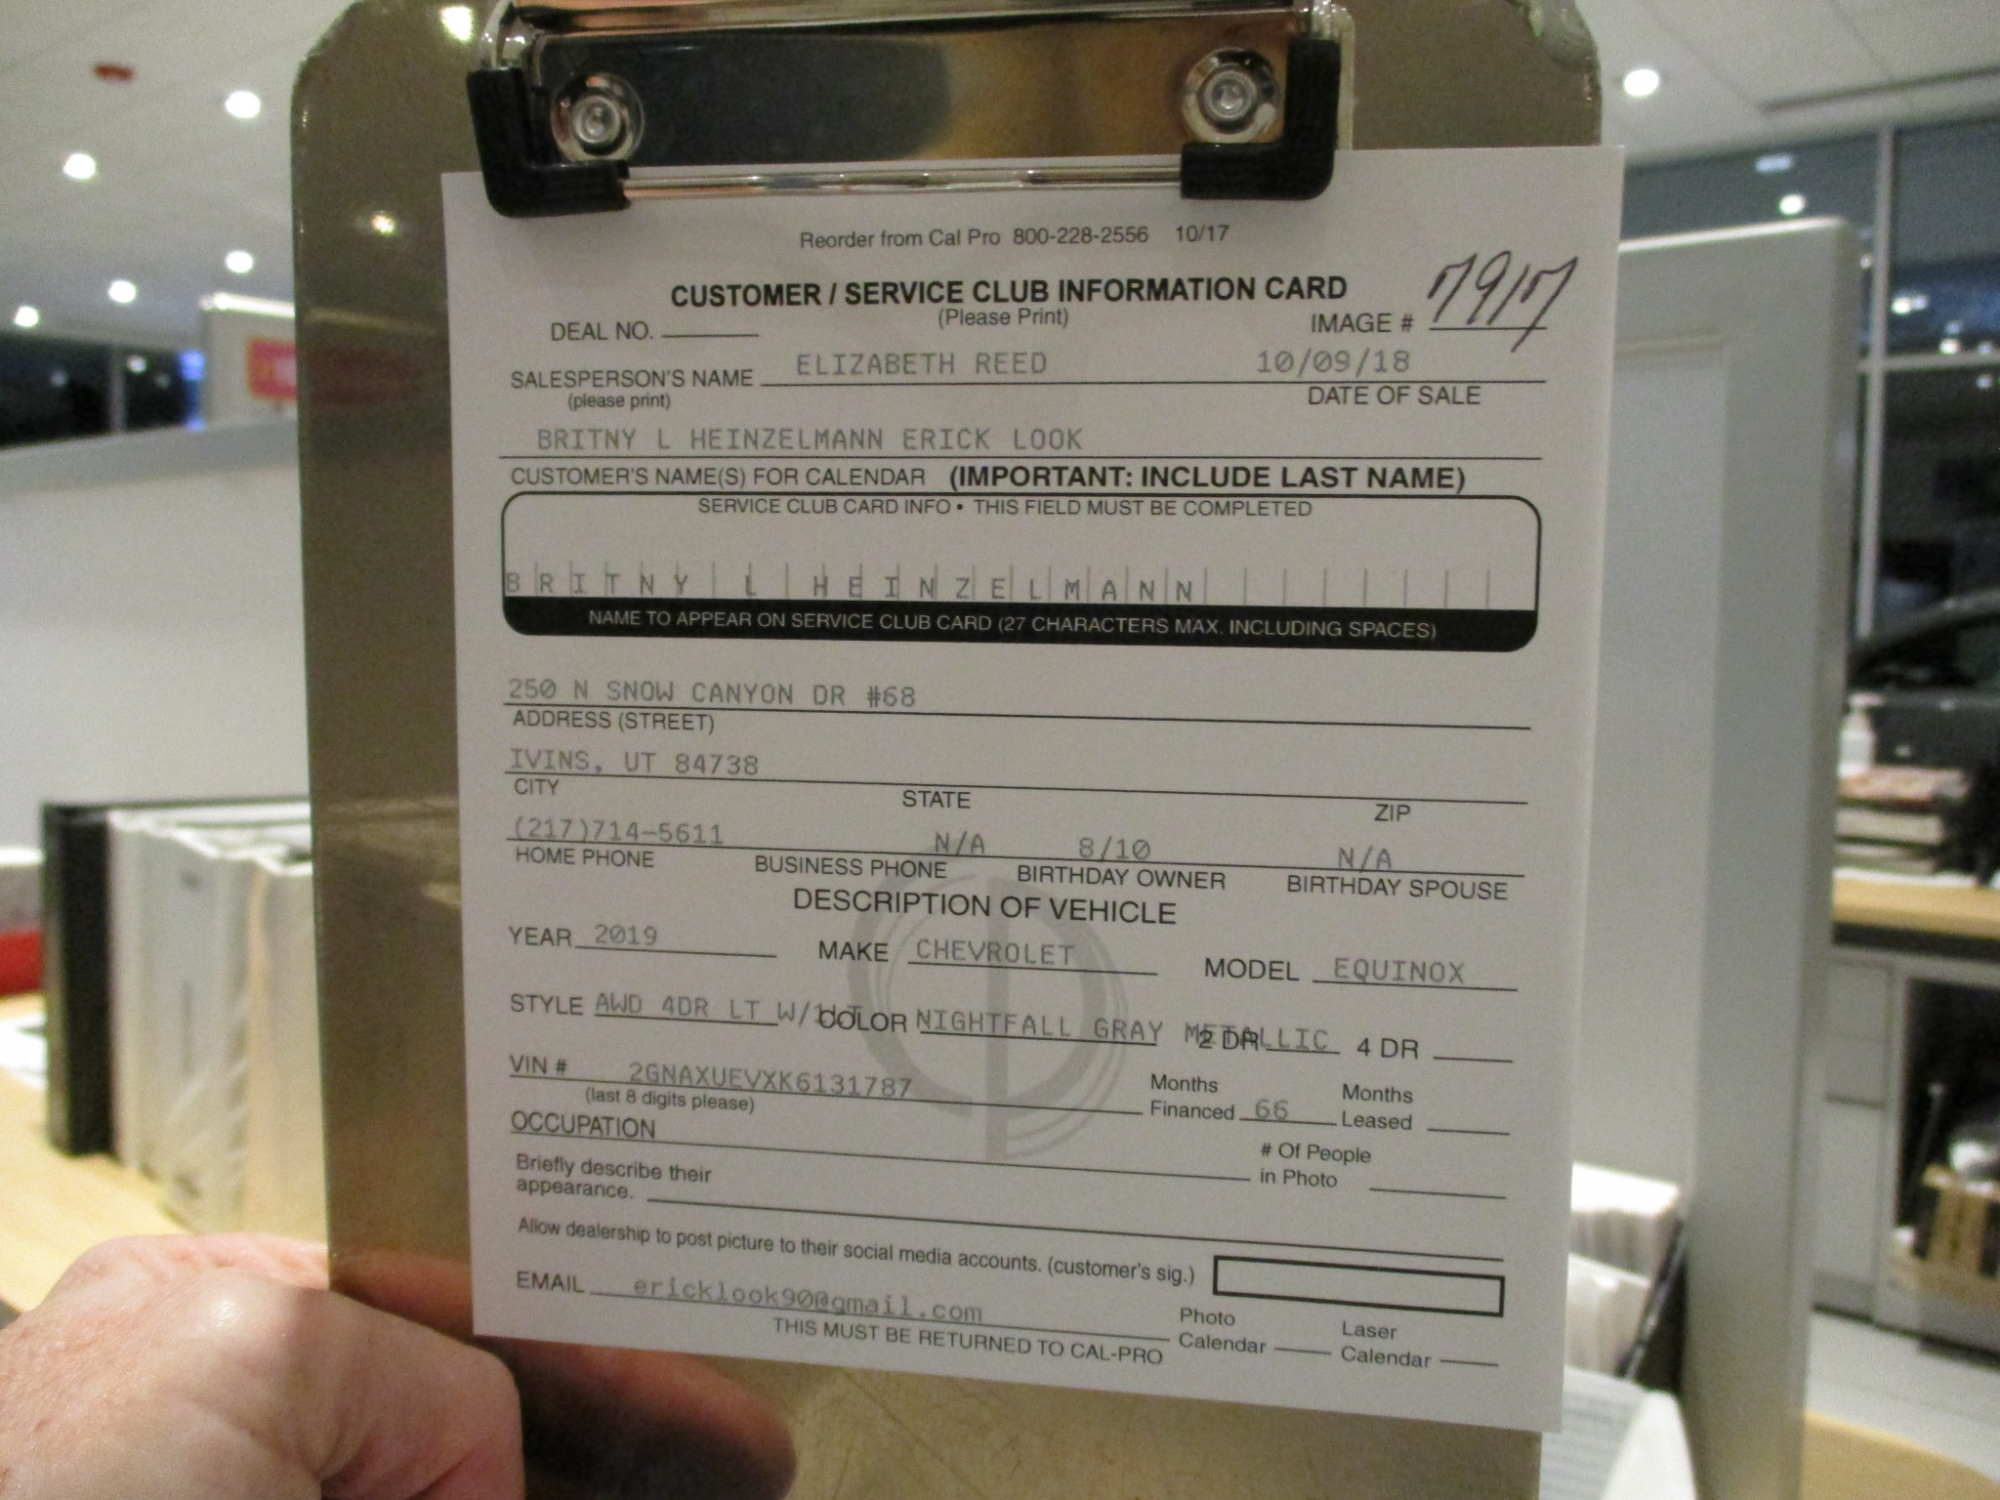 Reorder from Cal Pro 800-228-2556 10/17
CUSTOMER / SERVICE CLUB INFORMATION CARD
(Please Print)
DEAL NO. IMAGE # 7917
ELIZABETH REED 10/09/18
SALESPERSON'S NAME DATE OF SALE
(please print)
BRITNY L HEINZELMANN ERICK LOOK
CUSTOMER'S NAME(S) FOR CALENDAR (IMPORTANT: INCLUDE LAST NAME)
SERVICE CLUB CARD INFO • THIS FIELD MUST BE COMPLETED
BRITNY L HEINZELMANN
NAME TO APPEAR ON SERVICE CLUB CARD (27 CHARACTERS MAX. INCLUDING SPACES)
250 N SNOW CANYON DR #68
ADDRESS (STREET)
IVINS, UT 84738
CITY STATE ZIP
(217)714-5611 N/A 8/10 N/A
HOME PHONE BUSINESS PHONE BIRTHDAY OWNER BIRTHDAY SPOUSE
DESCRIPTION OF VEHICLE
YEAR 2019 MAKE CHEVROLET MODEL EQUINOX
STYLE AWD 4DR LT W/1LT COLOR NIGHTFALL GRAY METALLIC 2 DR 4 DR
VIN # 2GNAXUEVXK6131787 Months Financed 66 Months Leased
(last 8 digits please)
OCCUPATION # Of People in Photo
Briefly describe their
appearance.
Allow dealership to post picture to their social media accounts. (customer's sig.)
EMAIL ericklook90@gmail.com Photo Calendar Laser Calendar
THIS MUST BE RETURNED TO CAL-PRO